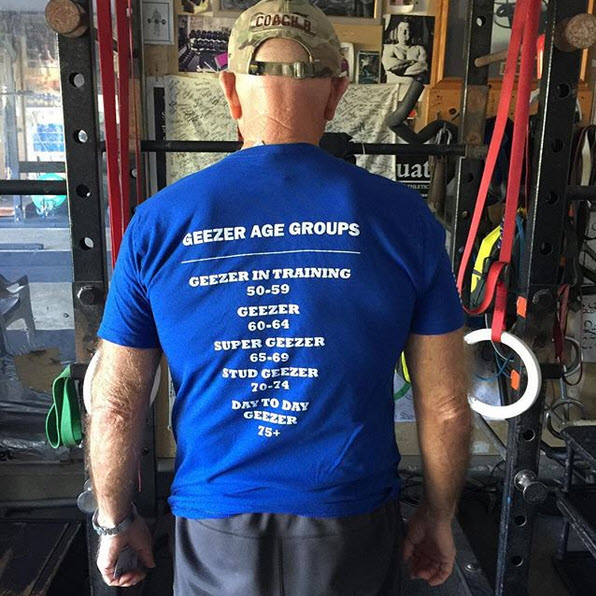 COACH B
uat
GEEZER AGE GROUPS
GEEZER IN TRAINING
50-59
GEEZER
60-64
SUPER GEEZER
65-69
STUD GEEZER
70-74
DAY TO DAY
GEEZER
75+